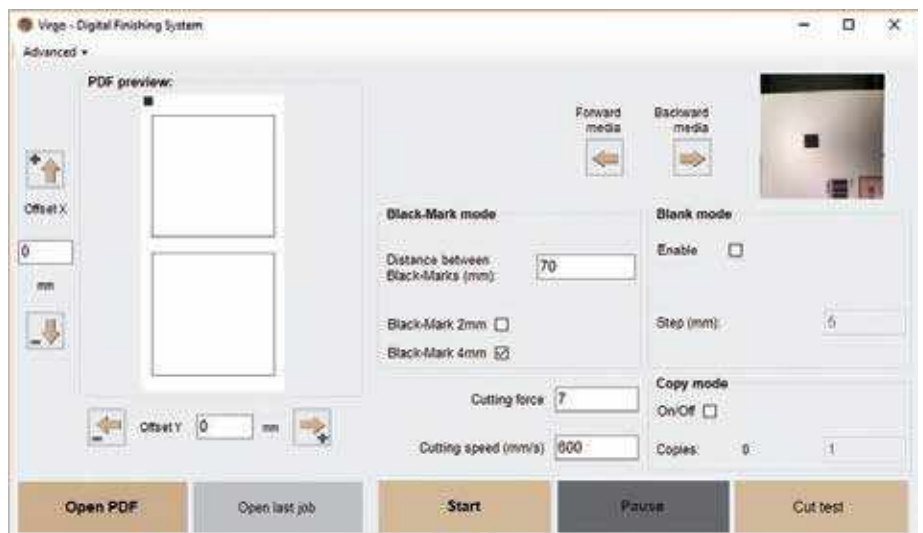 Virgo - Digital Finishing System
Advanced
PDF preview:
Forward media
Backward media
Offset X
0
mm
Black-Mark mode
Distance between
Black-Marks (mm):
70
Black-Mark 2mm
Black-Mark 4mm
Blank mode
Enable
Step (mm):
5
Cutting force
7
Cutting speed (mm/s)
600
Copy mode
On/Off
Copies:
0
1
Offset Y
0
mm
Open PDF
Open last job
Start
Pause
Cut test